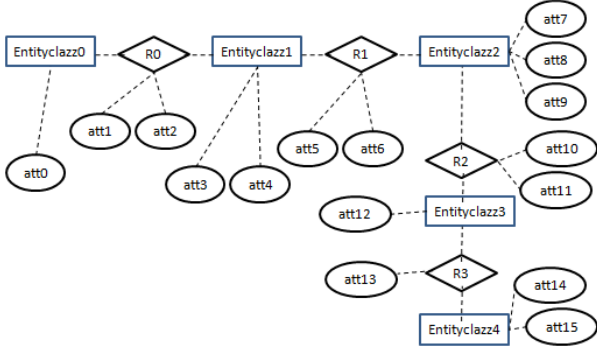 att7
Entityclazz0
R0
Entityclazz1
R1
Entityclazz2
att8
att9
att1
att2
att5
att6
att10
R2
att0
att3
att4
att11
att12
Entityclazz3
att13
R3
att14
Entityclazz4
att15